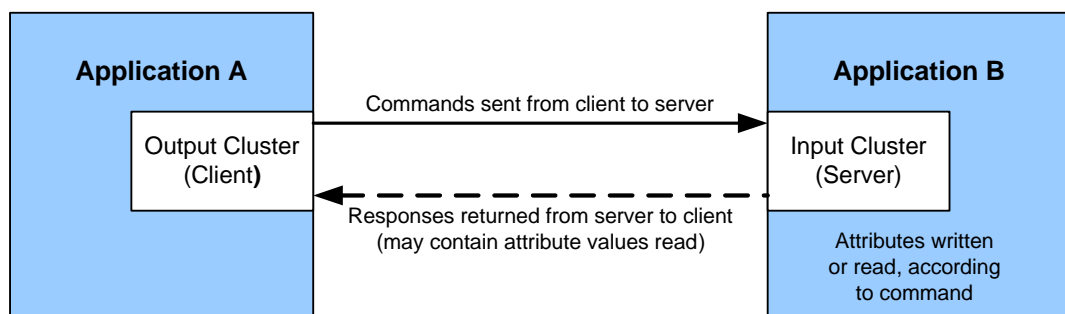 Application A
Output Cluster
(Client)
Commands sent from client to server
Responses returned from server to client
(may contain attribute values read)
Application B
Input Cluster
(Server)
Attributes written
or read, according
to command